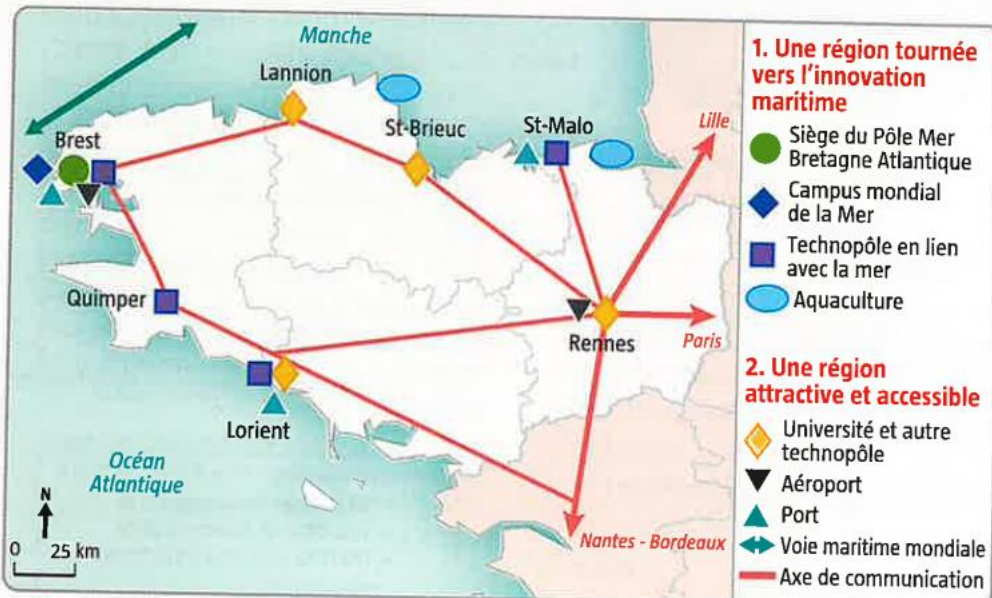 Manche
Lannion
Brest
St-Brieuc
St-Malo
Lille
Quimper
Rennes
Paris
Lorient
Océan
Atlantique
Nantes - Bordeaux
N
0 25 km
1. Une région tournée
vers l'innovation
maritime
Siège du Pôle Mer
Bretagne Atlantique
Campus mondial
de la Mer
Technopôle en lien
avec la mer
Aquaculture
2. Une région
attractive et accessible
Université et autre
technopôle
Aéroport
Port
Voie maritime mondiale
Axe de communication